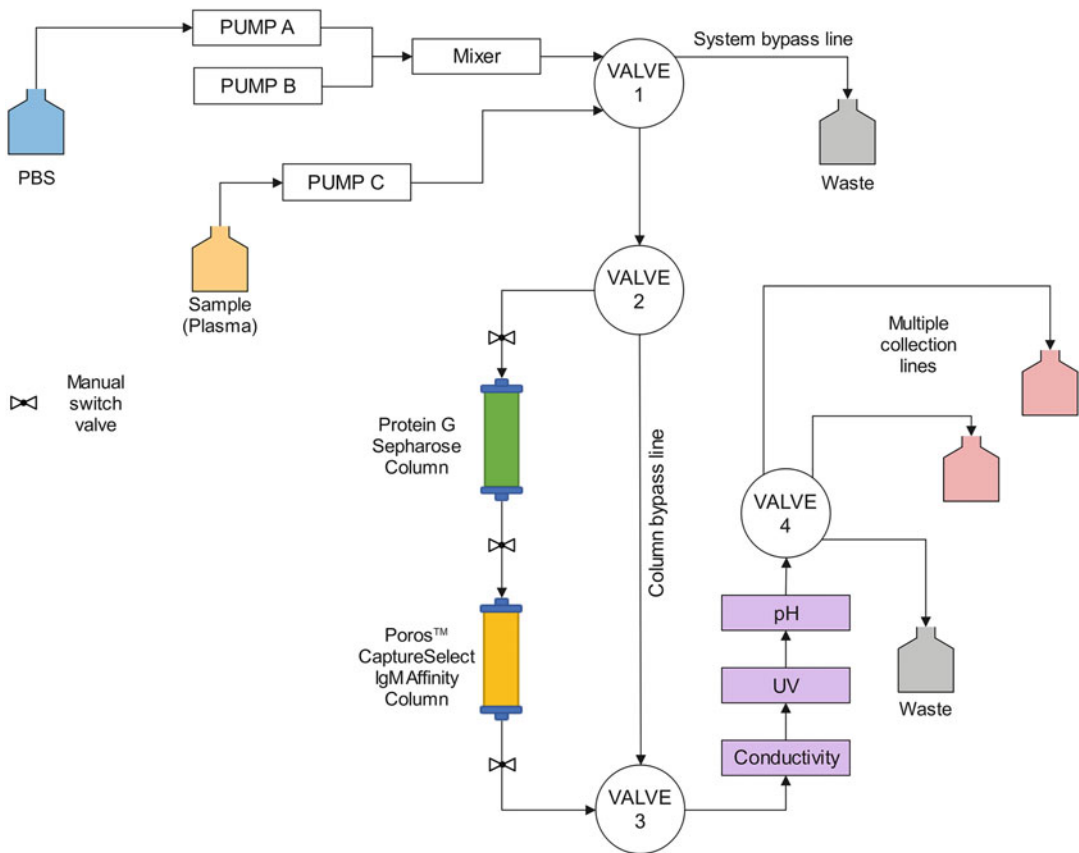 PUMP A
PUMP B
Mixer
System bypass line
VALVE
1
PBS
PUMP C
Waste
Sample
(Plasma)
VALVE
2
Manual
switch
valve
Multiple
collection
lines
Protein G
Sepharose
Column
Column bypass line
VALVE
4
pH
Poros™
CaptureSelect
IgM Affinity
Column
UV
Waste
Conductivity
VALVE
3